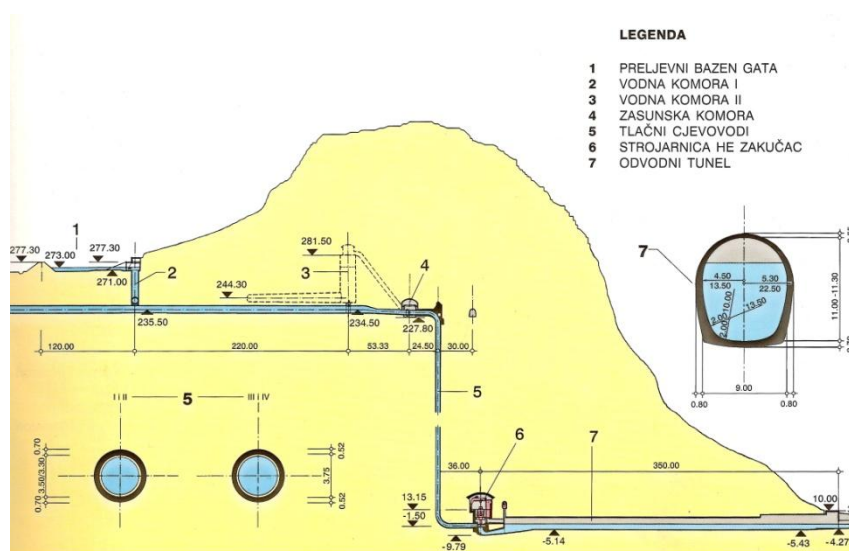 LEGENDA
1 PRELJEVNI BAZEN GATA
2 VODNA KOMORA I
3 VODNA KOMORA II
4 ZASUNSKA KOMORA
5 TLAČNI CJEVOVODI
6 STROJARNICA HE ZAKUČAC
7 ODVODNI TUNEL
1
277.30 273.00 277.30
271.00
2
281.50
3
4
244.30
235.50
234.50
227.80
120.00 220.00 53.33 24.50 30.00
7
4.50 5.30
13.50 22.50
2.00 10.00 13.50
2.00
11.00-11.30
9.00
0.80 0.80
5
I i II 5 III i IV
0.70 0.52
3.50/3.30 3.75
0.70 0.52
6 7
36.00 350.00
13.15
-1.50
10.00
-9.79
-5.14
-5.43
-4.27